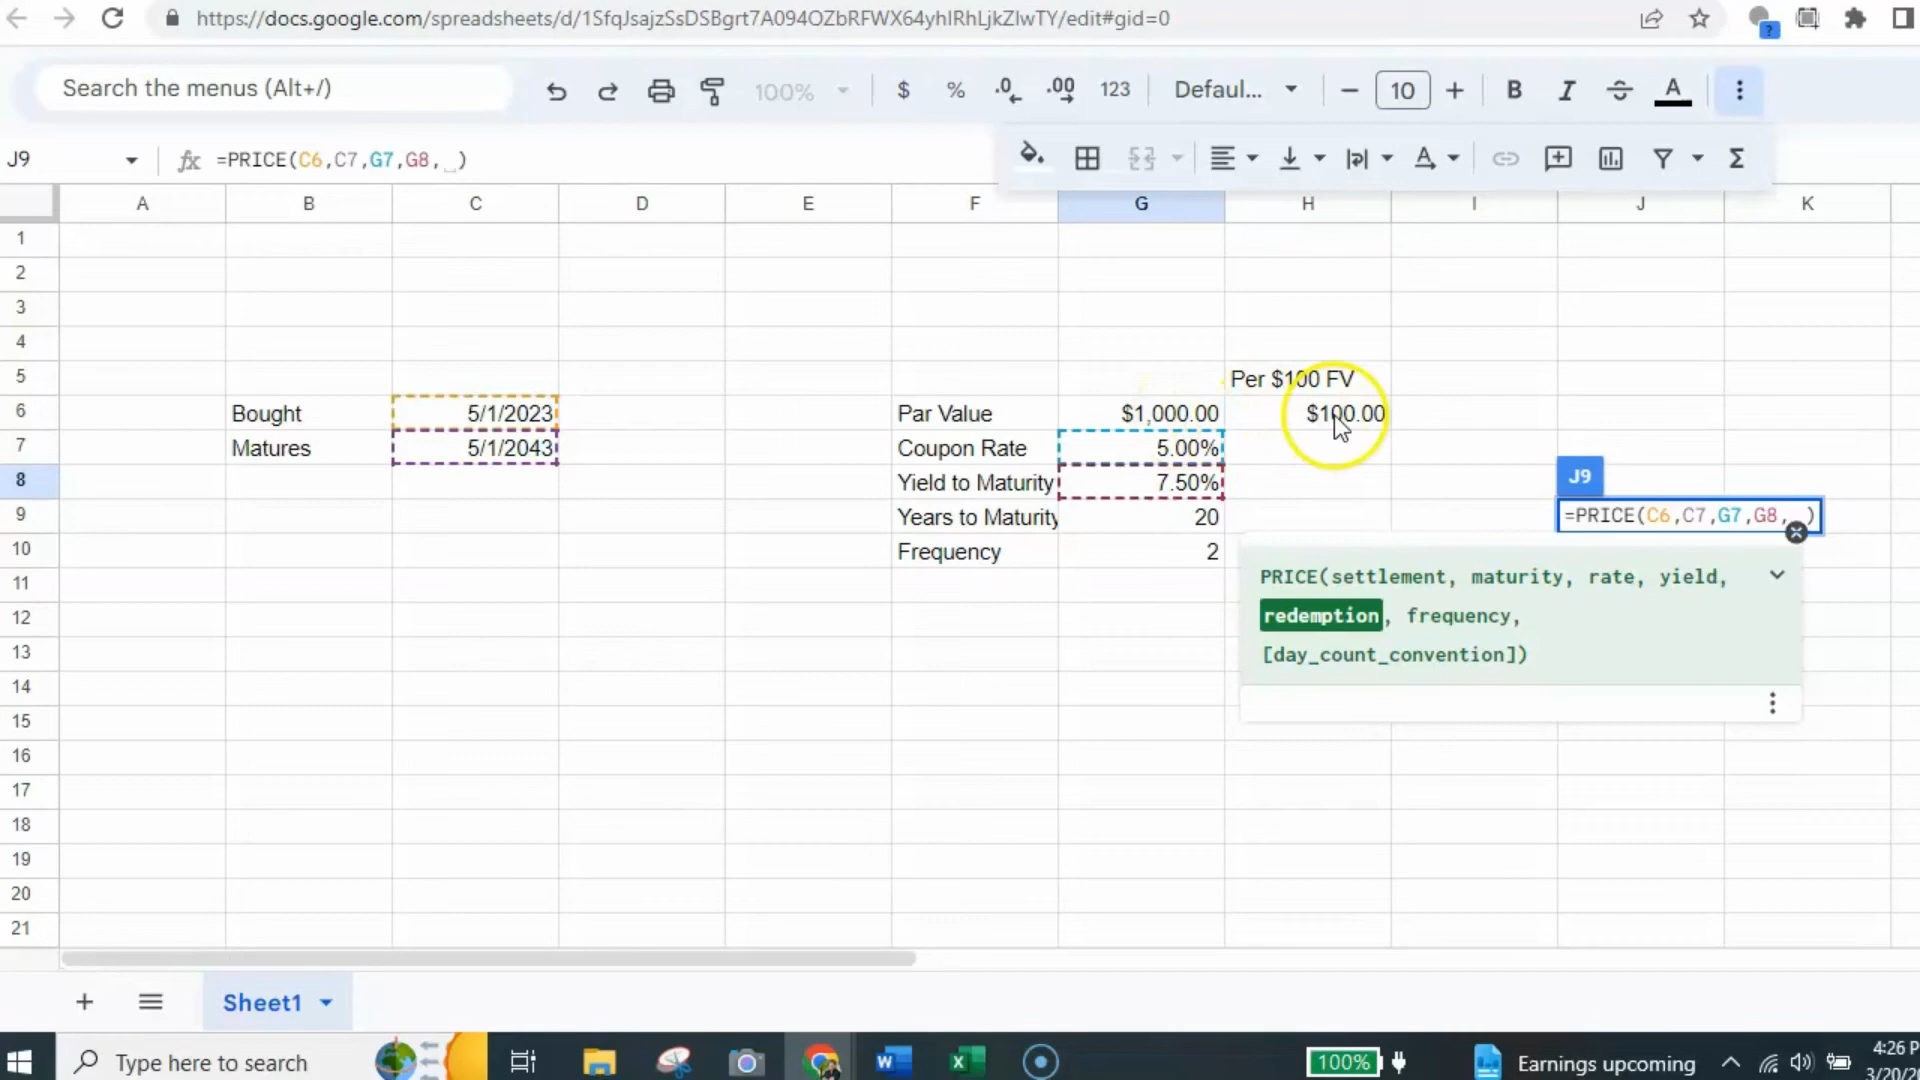 https://docs.google.com/spreadsheets/d/1SfqJsajzSsDSBgrt7A094OZbRFWX64yhIRhLjkZlwTY/edit#gid=0
Search the menus (Alt+/)
100%
$ % .0 .00 123
Defaul...
10
B I A
J9
fx =PRICE(C6,C7,G7,G8, )
A B C D E F G H I J K
1
2
3
4
5 Per $100 FV
6 Bought 5/1/2023 Par Value $1,000.00 $100.00
7 Matures 5/1/2043 Coupon Rate 5.00%
8 Yield to Maturity 7.50% J9
9 Years to Maturity 20 =PRICE(C6,C7,G7,G8, )
10 Frequency 2
PRICE(settlement, maturity, rate, yield,
redemption, frequency,
[day_count_convention])
11
12
13
14
15
16
17
18
19
20
21
Sheet1
Type here to search
100%
Earnings upcoming
4:26 P
3/20/2